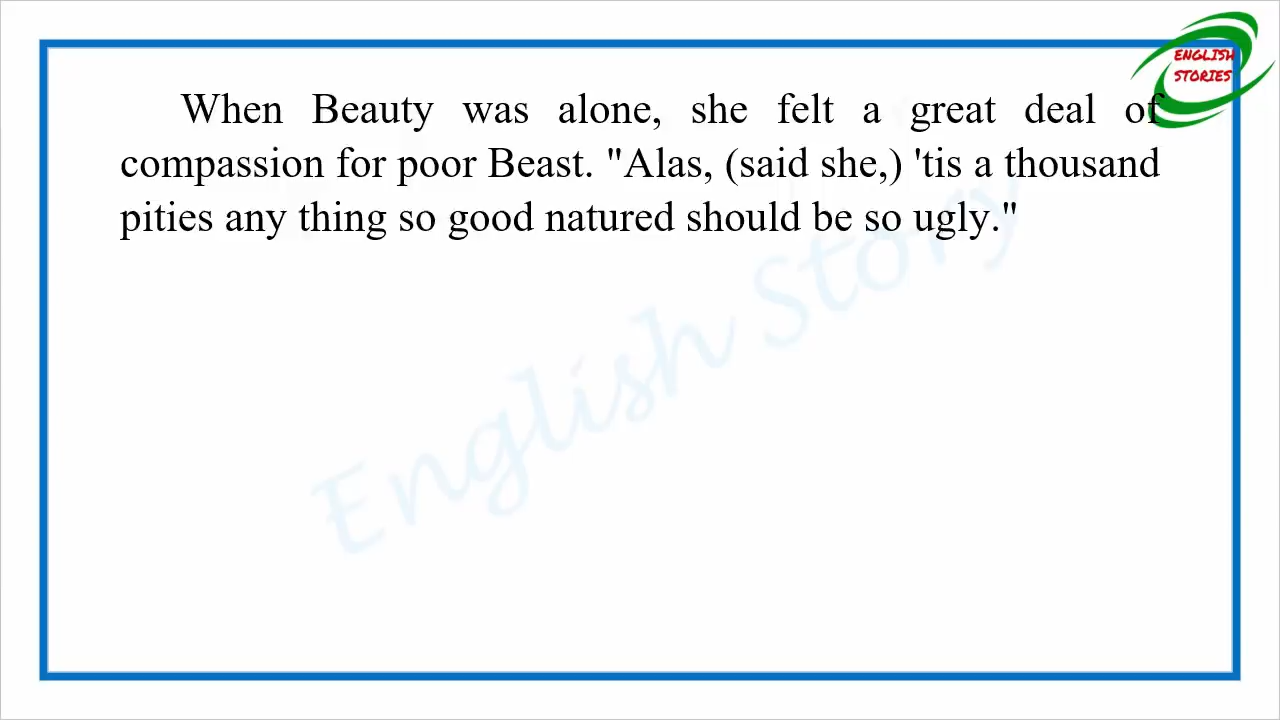 ENGLISH
STORIES
When Beauty was alone, she felt a great deal of
compassion for poor Beast. "Alas, (said she,) 'tis a thousand
pities any thing so good natured should be so ugly."
English Story